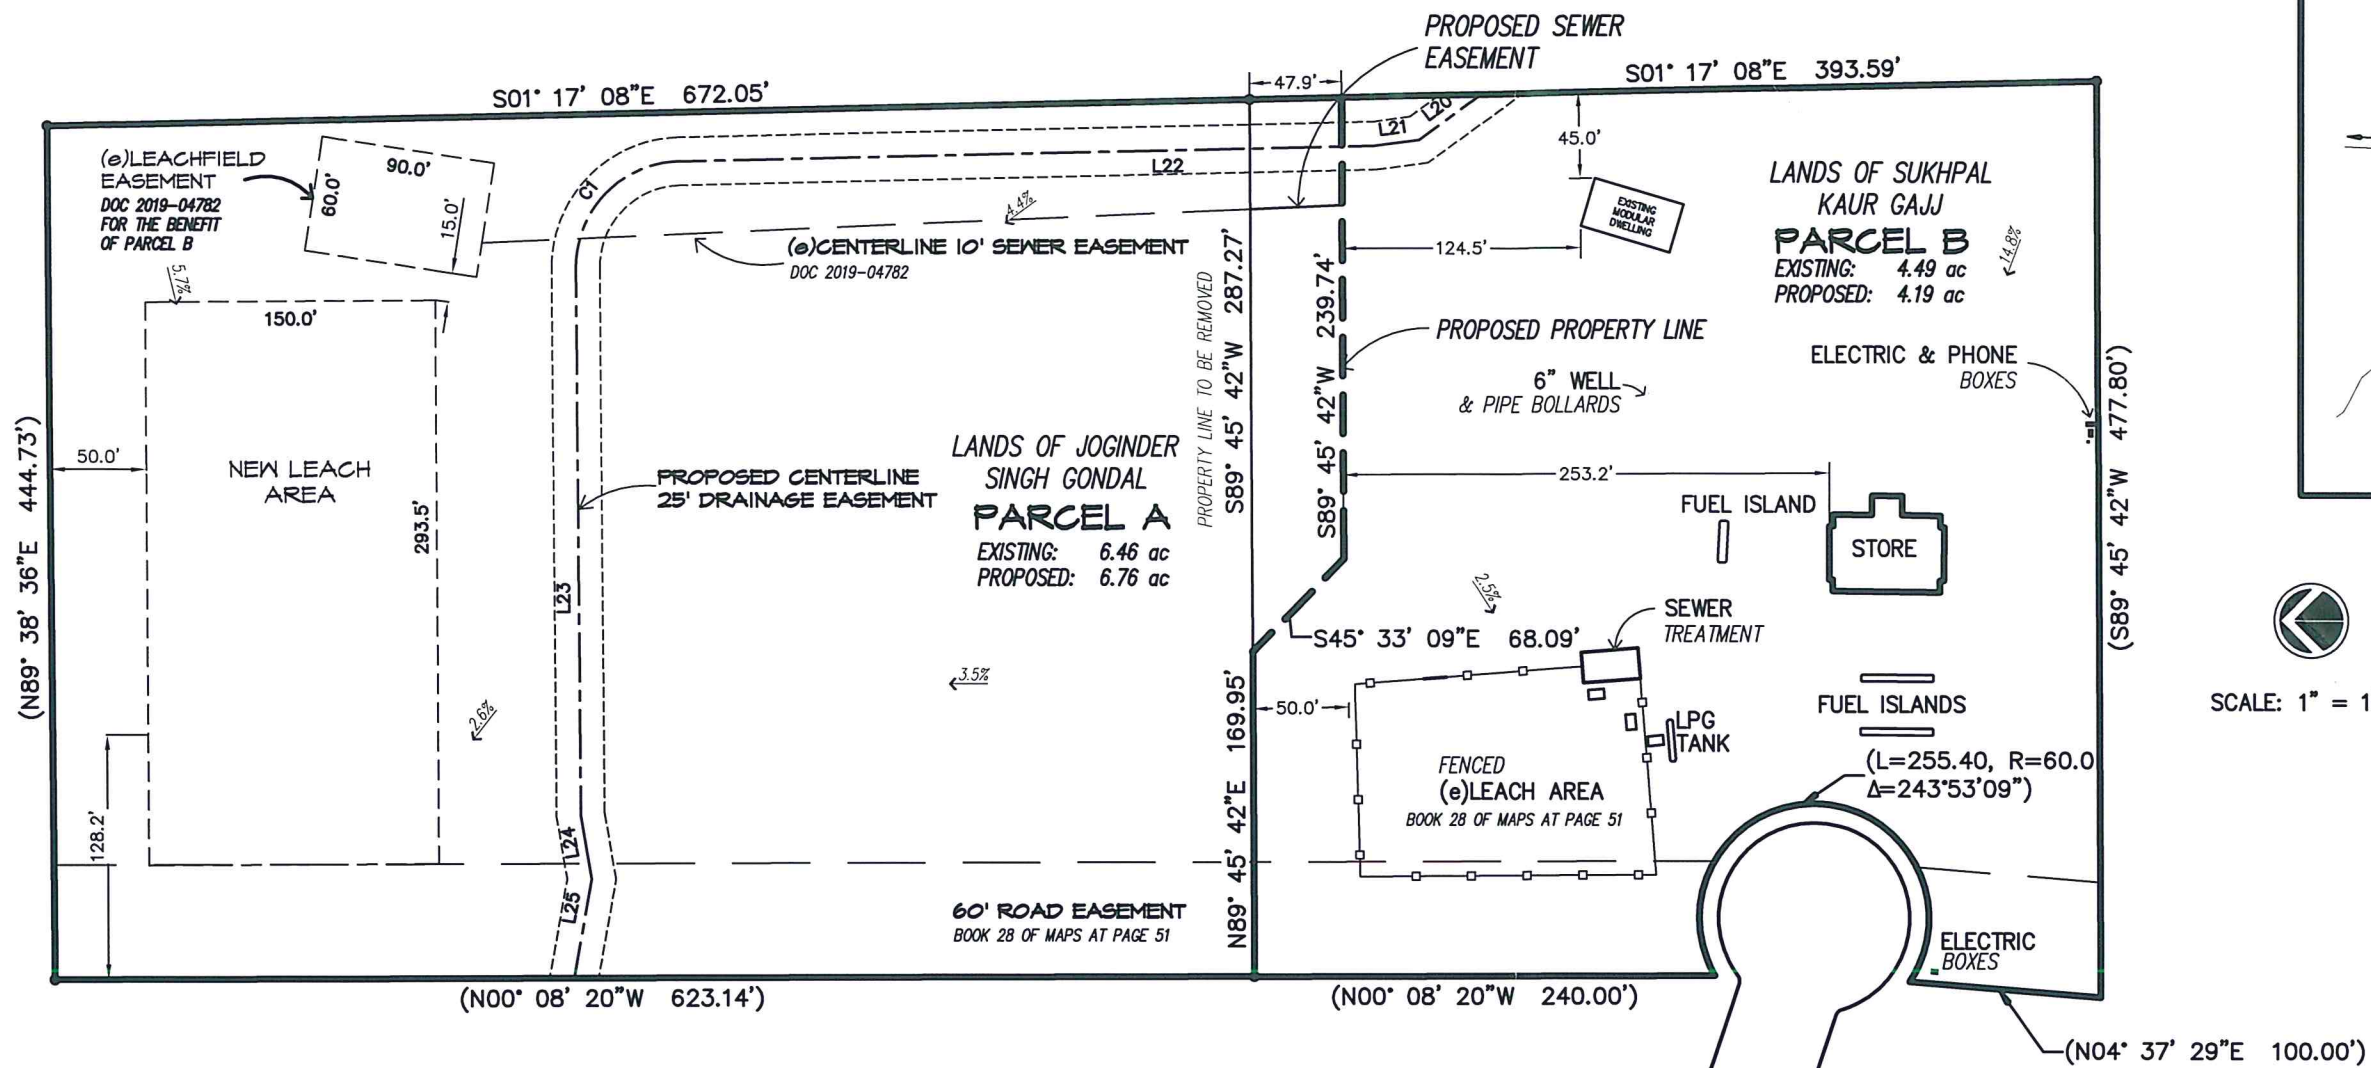 PROPOSED SEWER
EASEMENT
S01° 17' 08"E 672.05'
47.9'
S01° 17' 08"E 393.59'
L20
L21
L22
C1
45.0'
(e)LEACHFIELD
EASEMENT
DOC 2019-04782
FOR THE BENEFIT
OF PARCEL B
90.0'
60.0'
15.0'
4.4%
(e)CENTERLINE 10' SEWER EASEMENT
DOC 2019-04782
EXISTING
MODULAR
DWELLING
124.5'
LANDS OF SUKHPAL
KAUR GAJJ
PARCEL B
EXISTING: 4.49 ac
PROPOSED: 4.19 ac
14.8%
5.7%
150.0'
293.5'
NEW LEACH
AREA
50.0'
(N89° 38' 36"E 444.73')
128.2'
2.6%
PROPOSED CENTERLINE
25' DRAINAGE EASEMENT
L23
L24
L25
LANDS OF JOGINDER
SINGH GONDAL
PARCEL A
EXISTING: 6.46 ac
PROPOSED: 6.76 ac
3.5%
PROPERTY LINE TO BE REMOVED
S89° 45' 42"W 287.27'
S89° 45' 42"W 239.74'
PROPOSED PROPERTY LINE
6" WELL
& PIPE BOLLARDS
ELECTRIC & PHONE
BOXES
(S89° 45' 42"W 477.80')
253.2'
FUEL ISLAND
STORE
2.5%
SEWER
TREATMENT
S45° 33' 09"E 68.09'
N89° 45' 42"E 169.95'
50.0'
LPG
TANK
FUEL ISLANDS
(L=255.40, R=60.0
Δ=243°53'09")
FENCED
(e)LEACH AREA
BOOK 28 OF MAPS AT PAGE 51
60' ROAD EASEMENT
BOOK 28 OF MAPS AT PAGE 51
ELECTRIC
BOXES
(N00° 08' 20"W 623.14')
(N00° 08' 20"W 240.00')
(N04° 37' 29"E 100.00')
SCALE: 1" = 1